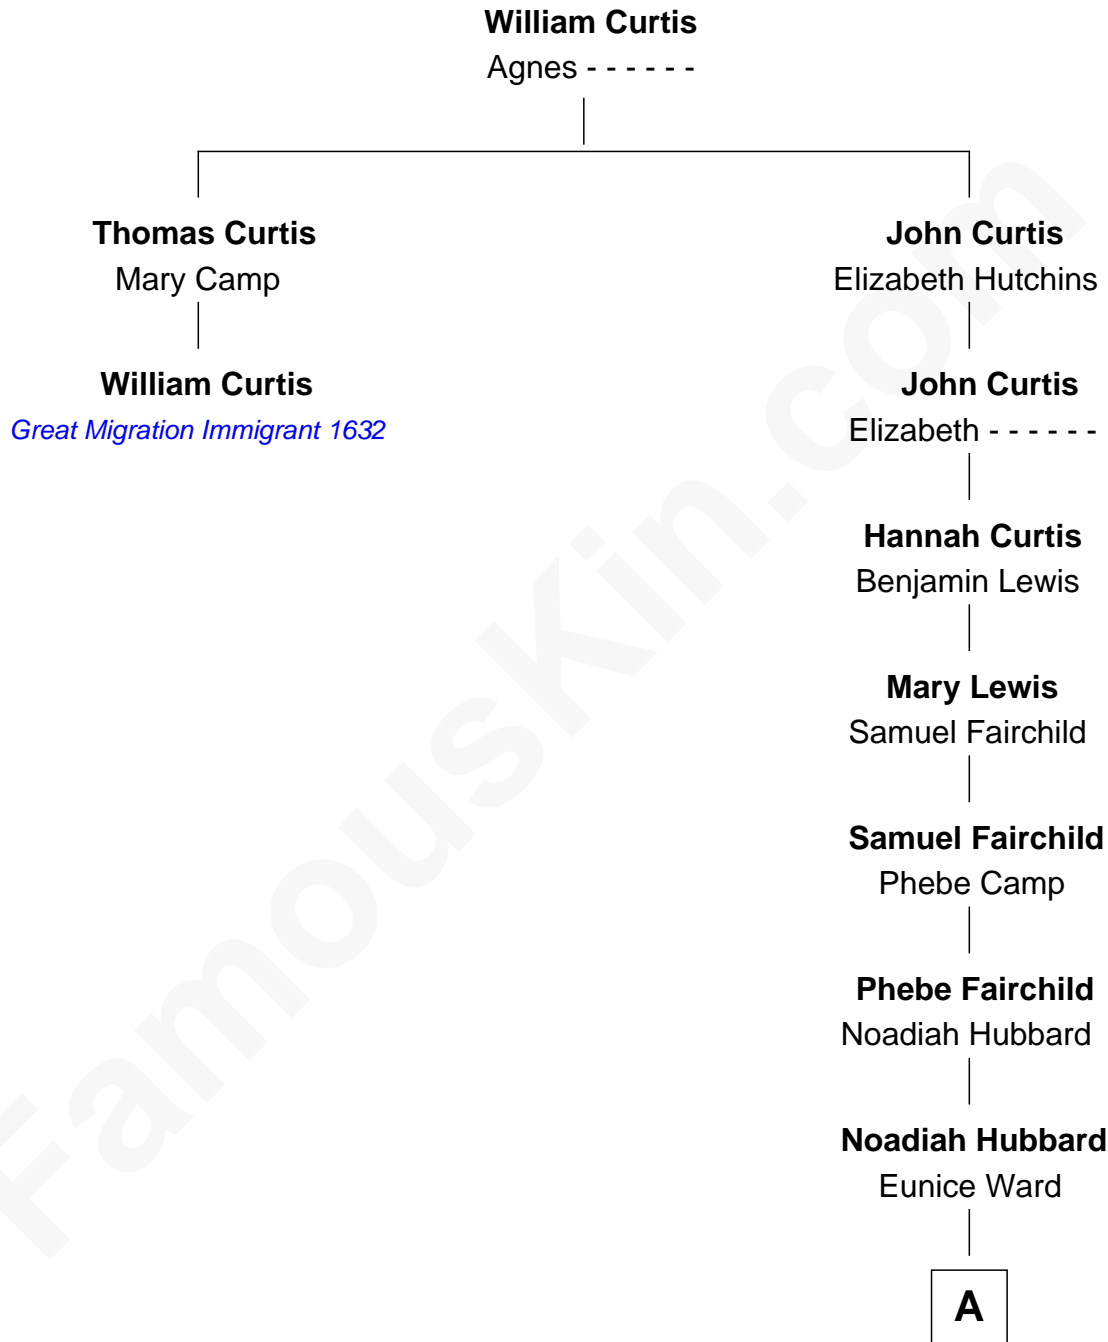 William Curtis
Agnes - - - - - -
Thomas Curtis
Mary Camp
William Curtis
Great Migration Immigrant 1632
John Curtis
Elizabeth Hutchins
John Curtis
Elizabeth - - - - - -
Hannah Curtis
Benjamin Lewis
Mary Lewis
Samuel Fairchild
Samuel Fairchild
Phebe Camp
Phebe Fairchild
Noadiah Hubbard
Noadiah Hubbard
Eunice Ward
A
FamousKin.com